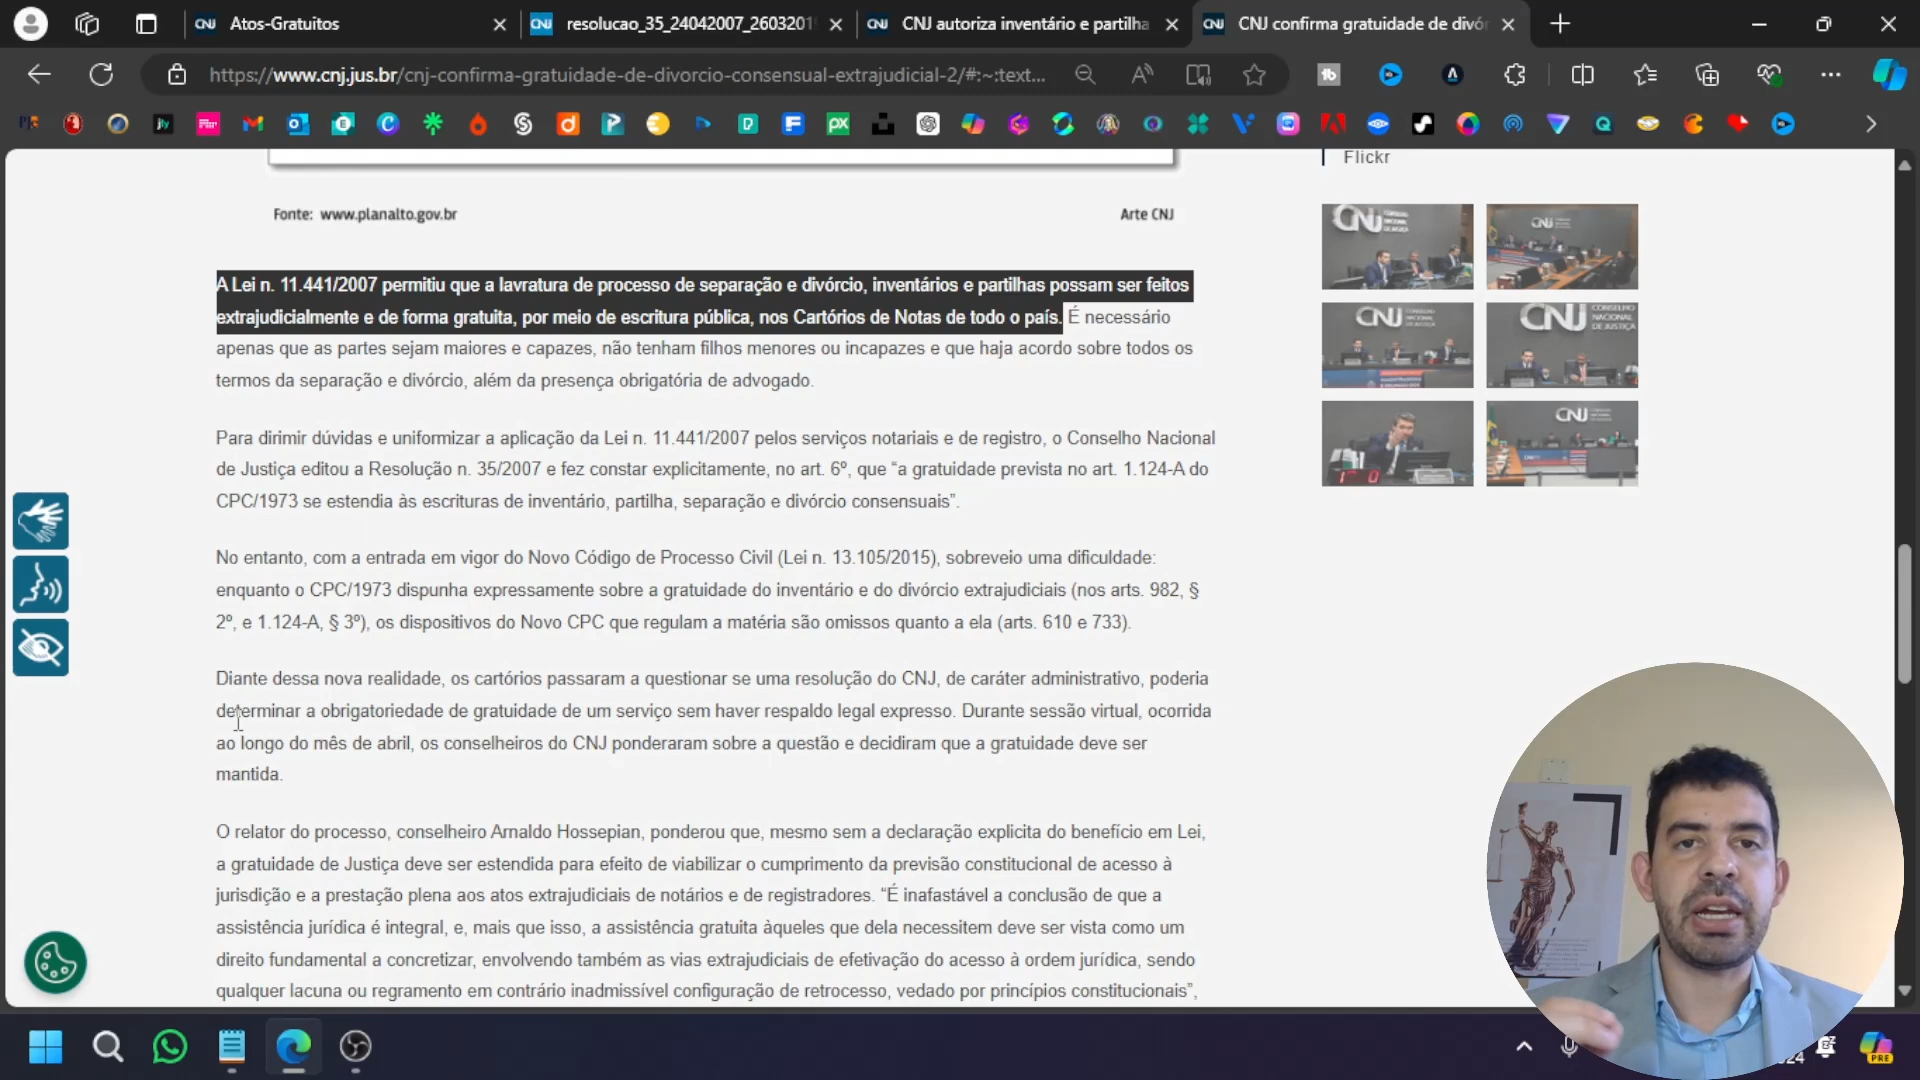 Atos-Gratuitos
resolucao_35_24042007_2603201
CNJ autoriza inventário e partilha
CNJ confirma gratuidade de divór
https://www.cnj.jus.br/cnj-confirma-gratuidade-de-divorcio-consensual-extrajudicial-2/#:~:text...
Flickr
Fonte: www.planalto.gov.br
Arte CNJ
A Lei n. 11.441/2007 permitiu que a lavratura de processo de separação e divórcio, inventários e partilhas possam ser feitos
extrajudicialmente e de forma gratuita, por meio de escritura pública, nos Cartórios de Notas de todo o país. É necessário
apenas que as partes sejam maiores e capazes, não tenham filhos menores ou incapazes e que haja acordo sobre todos os
termos da separação e divórcio, além da presença obrigatória de advogado.
Para dirimir dúvidas e uniformizar a aplicação da Lei n. 11.441/2007 pelos serviços notariais e de registro, o Conselho Nacional
de Justiça editou a Resolução n. 35/2007 e fez constar explicitamente, no art. 6º, que “a gratuidade prevista no art. 1.124-A do
CPC/1973 se estendia às escrituras de inventário, partilha, separação e divórcio consensuais”.
No entanto, com a entrada em vigor do Novo Código de Processo Civil (Lei n. 13.105/2015), sobreveio uma dificuldade:
enquanto o CPC/1973 dispunha expressamente sobre a gratuidade do inventário e do divórcio extrajudiciais (nos arts. 982, §
2º, e 1.124-A, § 3º), os dispositivos do Novo CPC que regulam a matéria são omissos quanto a ela (arts. 610 e 733).
Diante dessa nova realidade, os cartórios passaram a questionar se uma resolução do CNJ, de caráter administrativo, poderia
determinar a obrigatoriedade de gratuidade de um serviço sem haver respaldo legal expresso. Durante sessão virtual, ocorrida
ao longo do mês de abril, os conselheiros do CNJ ponderaram sobre a questão e decidiram que a gratuidade deve ser
mantida.
O relator do processo, conselheiro Arnaldo Hossepian, ponderou que, mesmo sem a declaração explicita do benefício em Lei,
a gratuidade de Justiça deve ser estendida para efeito de viabilizar o cumprimento da previsão constitucional de acesso à
jurisdição e a prestação plena aos atos extrajudiciais de notários e de registradores. “É inafastável a conclusão de que a
assistência jurídica é integral, e, mais que isso, a assistência gratuita àqueles que dela necessitem deve ser vista como um
direito fundamental a concretizar, envolvendo também as vias extrajudiciais de efetivação do acesso à ordem jurídica, sendo
qualquer lacuna ou regramento em contrário inadmissível configuração de retrocesso, vedado por princípios constitucionais”,